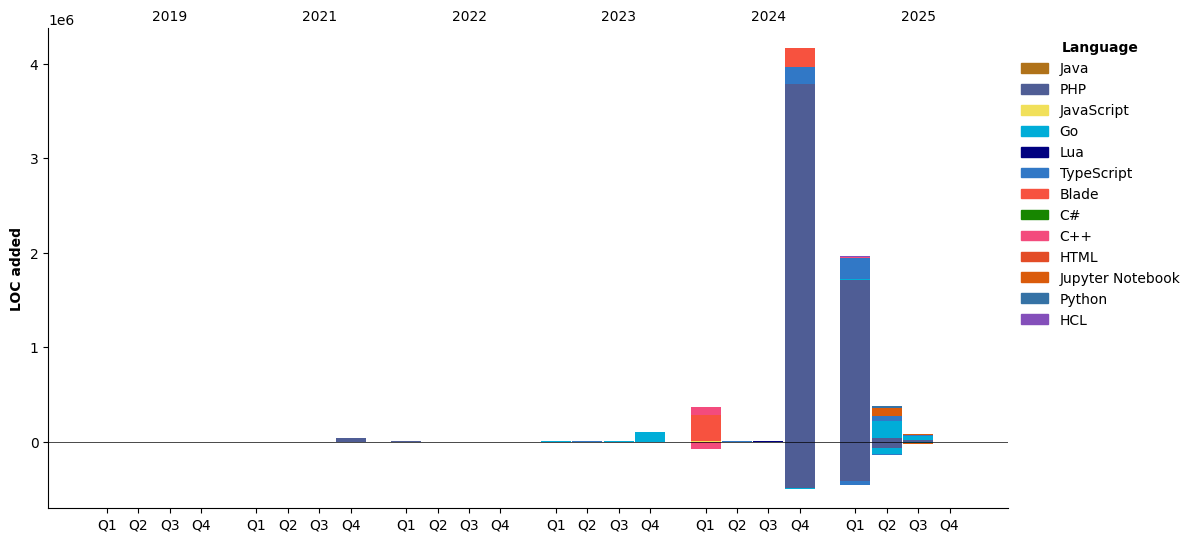 1e6
2019 2021 2022 2023 2024 2025
4
3
2
1
0
LOC added
Q1 Q2 Q3 Q4 Q1 Q2 Q3 Q4 Q1 Q2 Q3 Q4 Q1 Q2 Q3 Q4 Q1 Q2 Q3 Q4 Q1 Q2 Q3 Q4
Language
Java
PHP
JavaScript
Go
Lua
TypeScript
Blade
C#
C++
HTML
Jupyter Notebook
Python
HCL